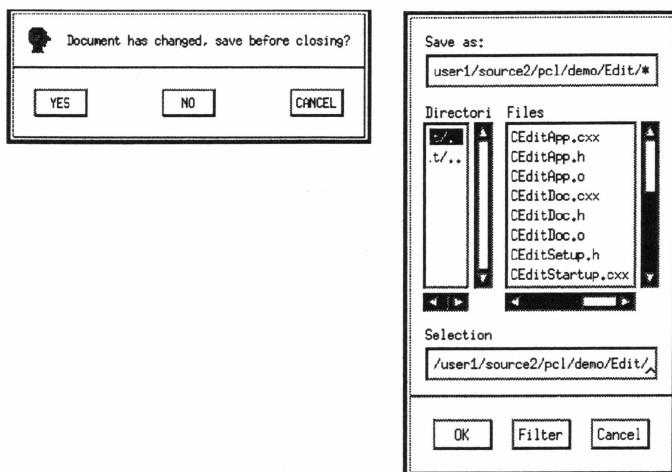 Document has changed, save before closing?
YES NO CANCEL
Save as:
user1/source2/pcl/demo/Edit/*
Directori Files
.t/.
.t/..
CEditApp.cxx
CEditApp.h
CEditApp.o
CEditDoc.cxx
CEditDoc.h
CEditDoc.o
CEditSetup.h
CEditStartup.cxx
Selection
/user1/source2/pcl/demo/Edit/
OK Filter Cancel